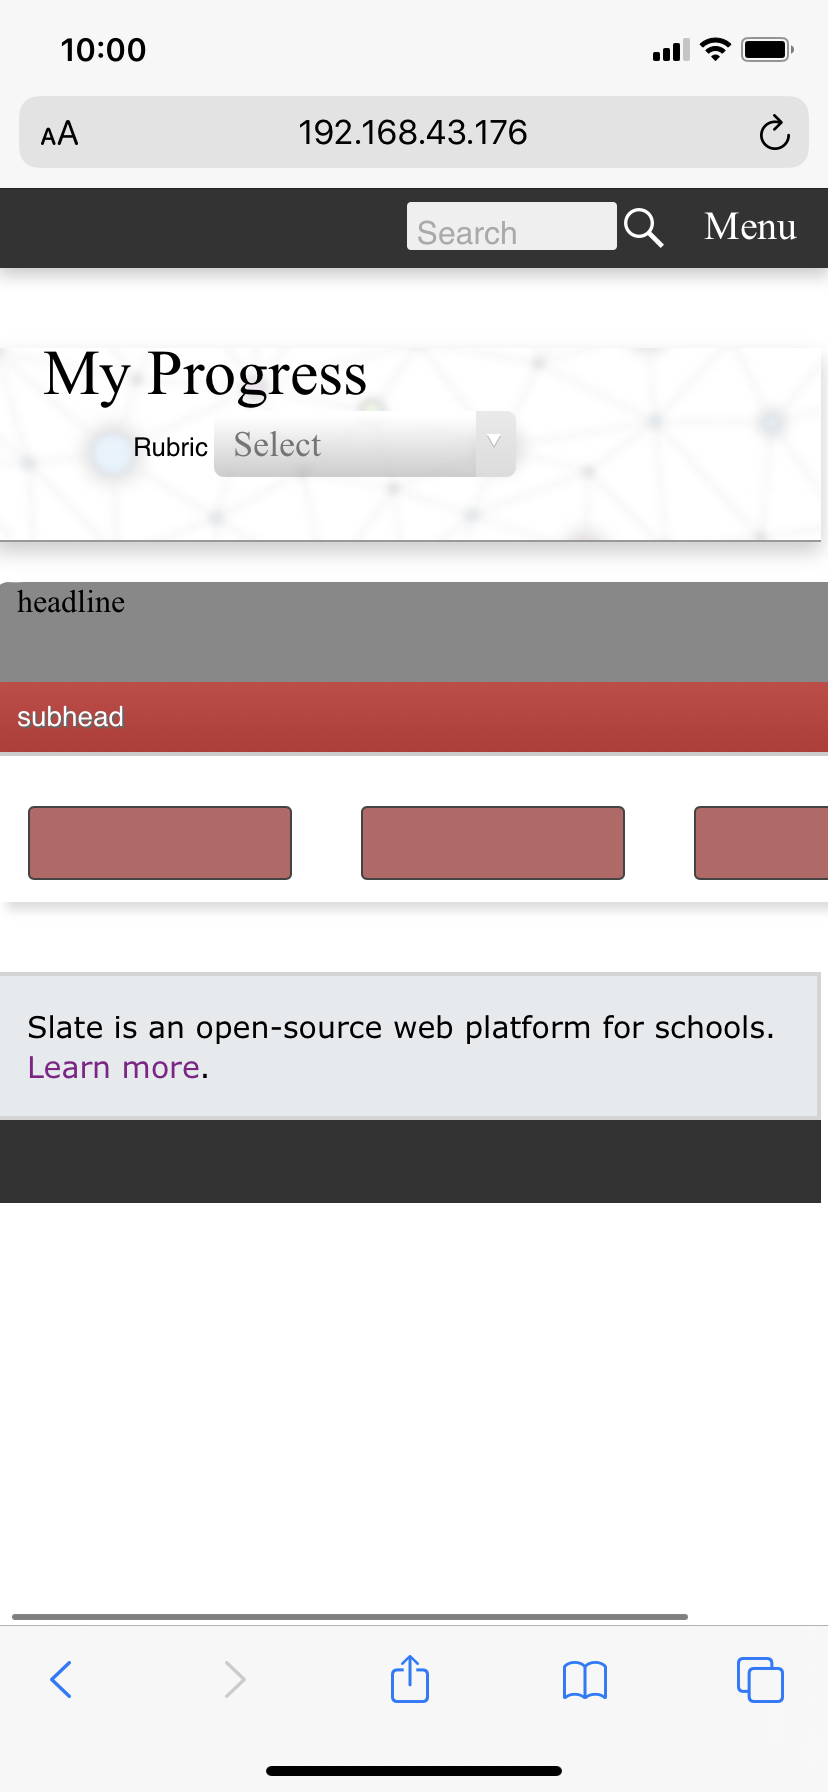 10:00
AA 192.168.43.176
Search Menu
My Progress
Rubric Select
headline
subhead
Slate is an open-source web platform for schools.
Learn more.